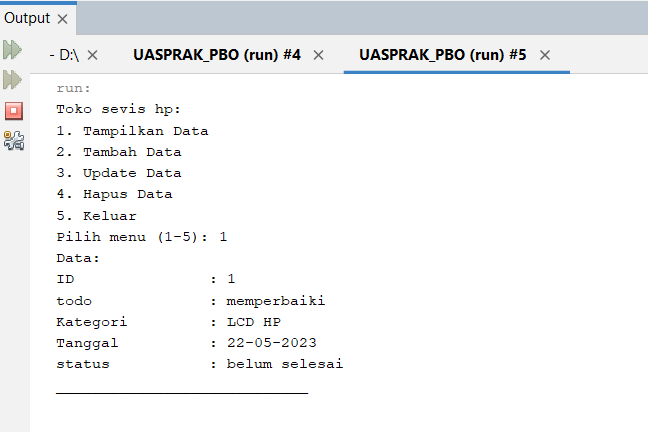 Output
- D:\ UASPRAK_PBO (run) #4 UASPRAK_PBO (run) #5
run:
Toko sevis hp:
1. Tampilkan Data
2. Tambah Data
3. Update Data
4. Hapus Data
5. Keluar
Pilih menu (1-5): 1
Data:
ID : 1
todo : memperbaiki
Kategori : LCD HP
Tanggal : 22-05-2023
status : belum selesai
____________________________